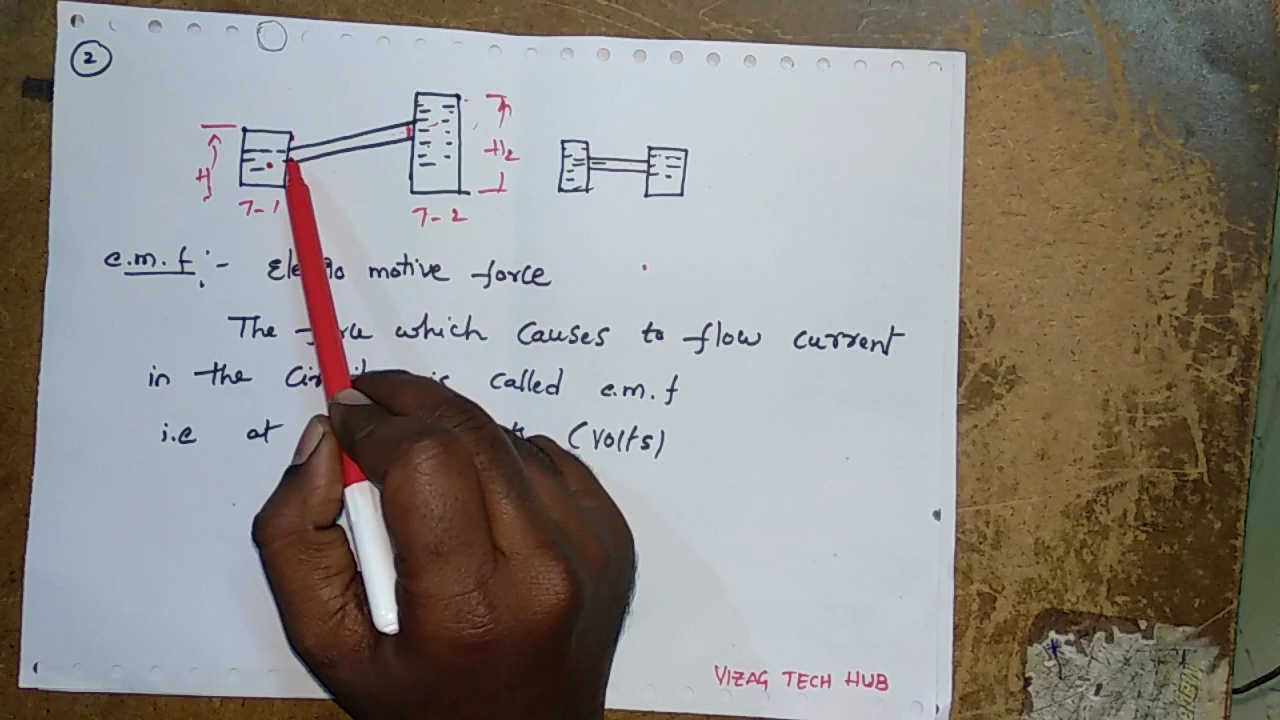 2
H
H2
T-1
T-2
e.m.f :- motive force
The which causes to flow current
in the called e.m.f
i.e at (volts)
VIZAG TECH HUB